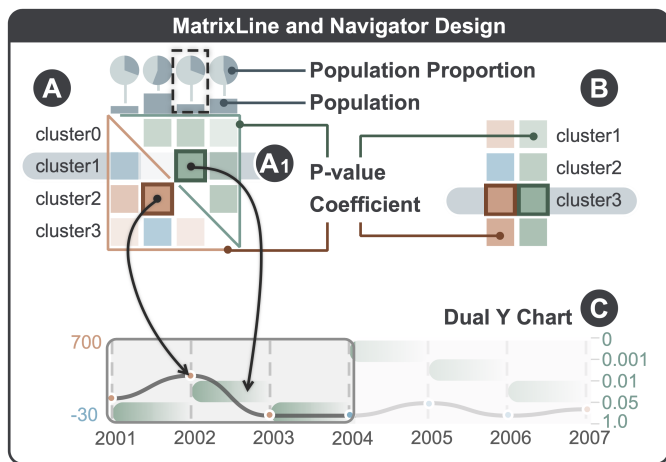 MatrixLine and Navigator Design
A
Population Proportion
B
Population
cluster0
cluster1
cluster2
cluster3
A1
P-value
Coefficient
cluster1
cluster2
cluster3
Dual Y Chart
C
700
-30
0
0.001
0.01
0.05
1.0
2001 2002 2003 2004 2005 2006 2007